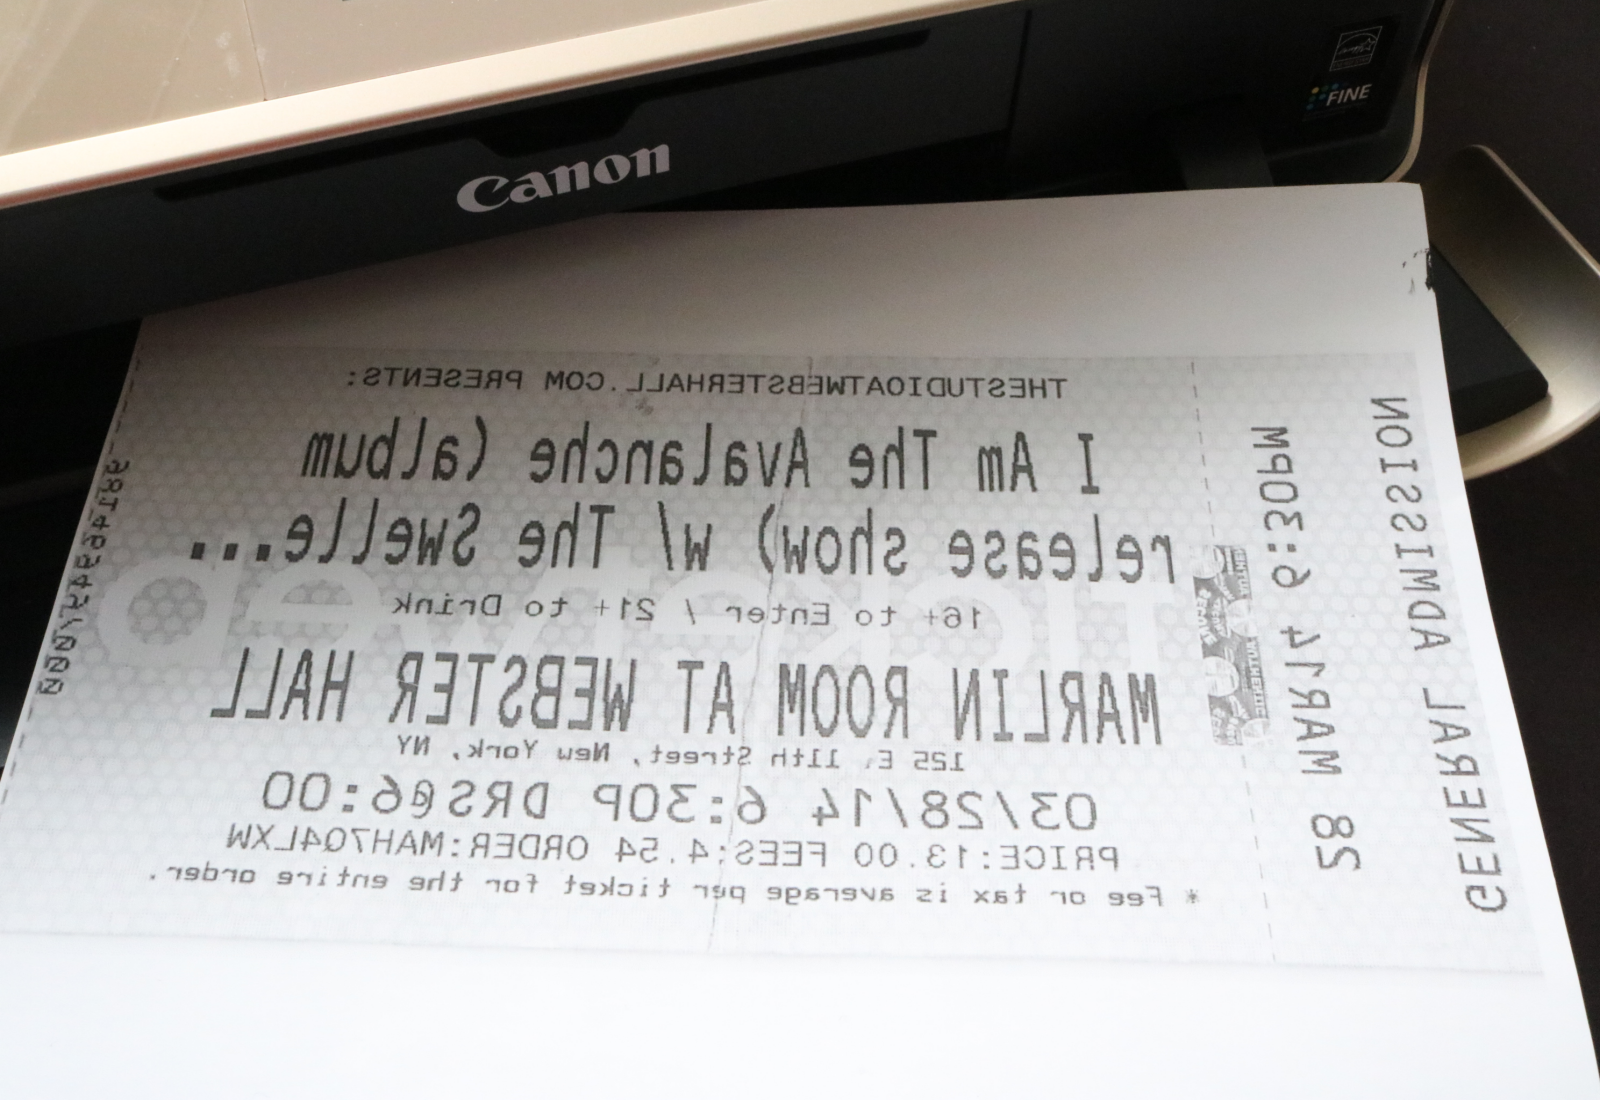 Canon
FINE
THESTUDIOATWEBSTERHALL.COM PRESENTS:
I Am The Avalanche (album
release show) w/ The Swelle...
ticketweb
16+ to Enter / 21+ to Drink
MARLIN ROOM AT WEBSTER HALL
125 E. 11th Street, New York, NY
03/28/14 6:30P DRS@6:00
PRICE:13.00 FEES:4.54 ORDER:MAH7Q4LXW
* Fee or tax is average per ticket for the entire order.
28 MAR14 6:30PM
GENERAL ADMISSION